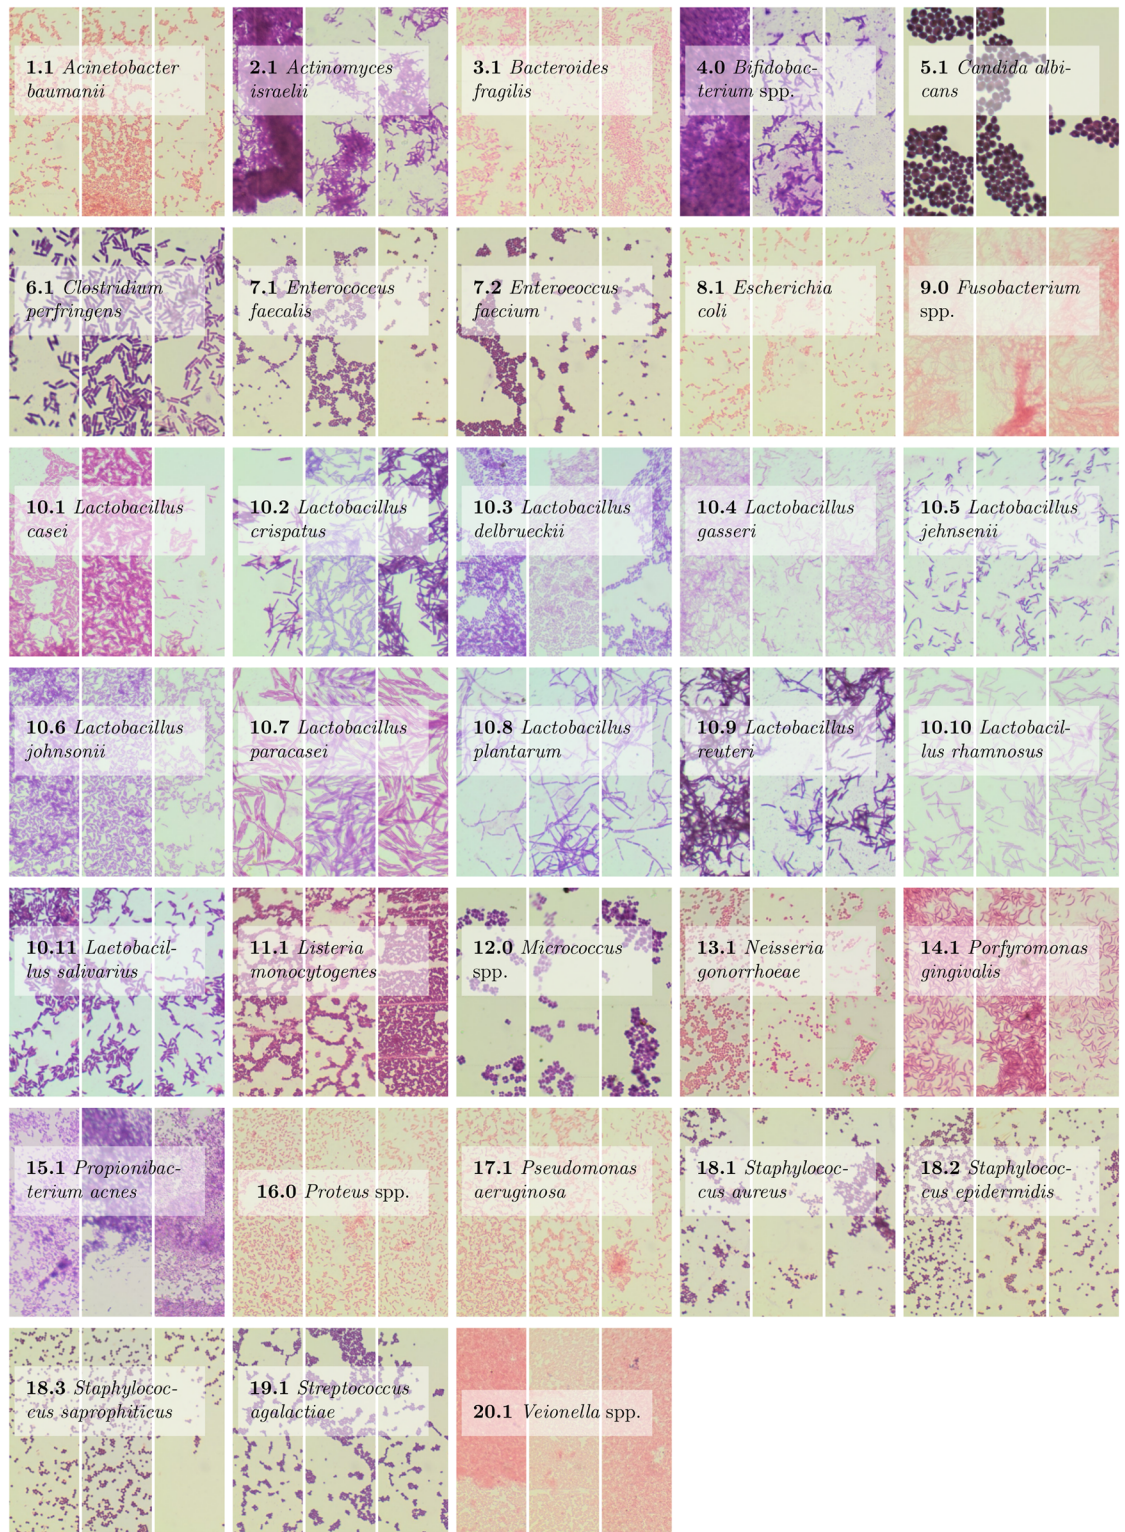 1.1 Acinetobacter
baumanii
2.1 Actinomyces
israelii
3.1 Bacteroides
fragilis
4.0 Bifidobac-
terium spp.
5.1 Candida albi-
cans
6.1 Clostridium
perfringens
7.1 Enterococcus
faecalis
7.2 Enterococcus
faecium
8.1 Escherichia
coli
9.0 Fusobacterium
spp.
10.1 Lactobacillus
casei
10.2 Lactobacillus
crispatus
10.3 Lactobacillus
delbrueckii
10.4 Lactobacillus
gasseri
10.5 Lactobacillus
jehnsenii
10.6 Lactobacillus
johnsonii
10.7 Lactobacillus
paracasei
10.8 Lactobacillus
plantarum
10.9 Lactobacillus
reuteri
10.10 Lactobacil-
lus rhamnosus
10.11 Lactobacil-
lus salivarius
11.1 Listeria
monocytogenes
12.0 Micrococcus
spp.
13.1 Neisseria
gonorrhoeae
14.1 Porfyromonas
gingivalis
15.1 Propionibac-
terium acnes
16.0 Proteus spp.
17.1 Pseudomonas
aeruginosa
18.1 Staphylococ-
cus aureus
18.2 Staphylococ-
cus epidermidis
18.3 Staphylococ-
cus saprophiticus
19.1 Streptococcus
agalactiae
20.1 Veionella spp.